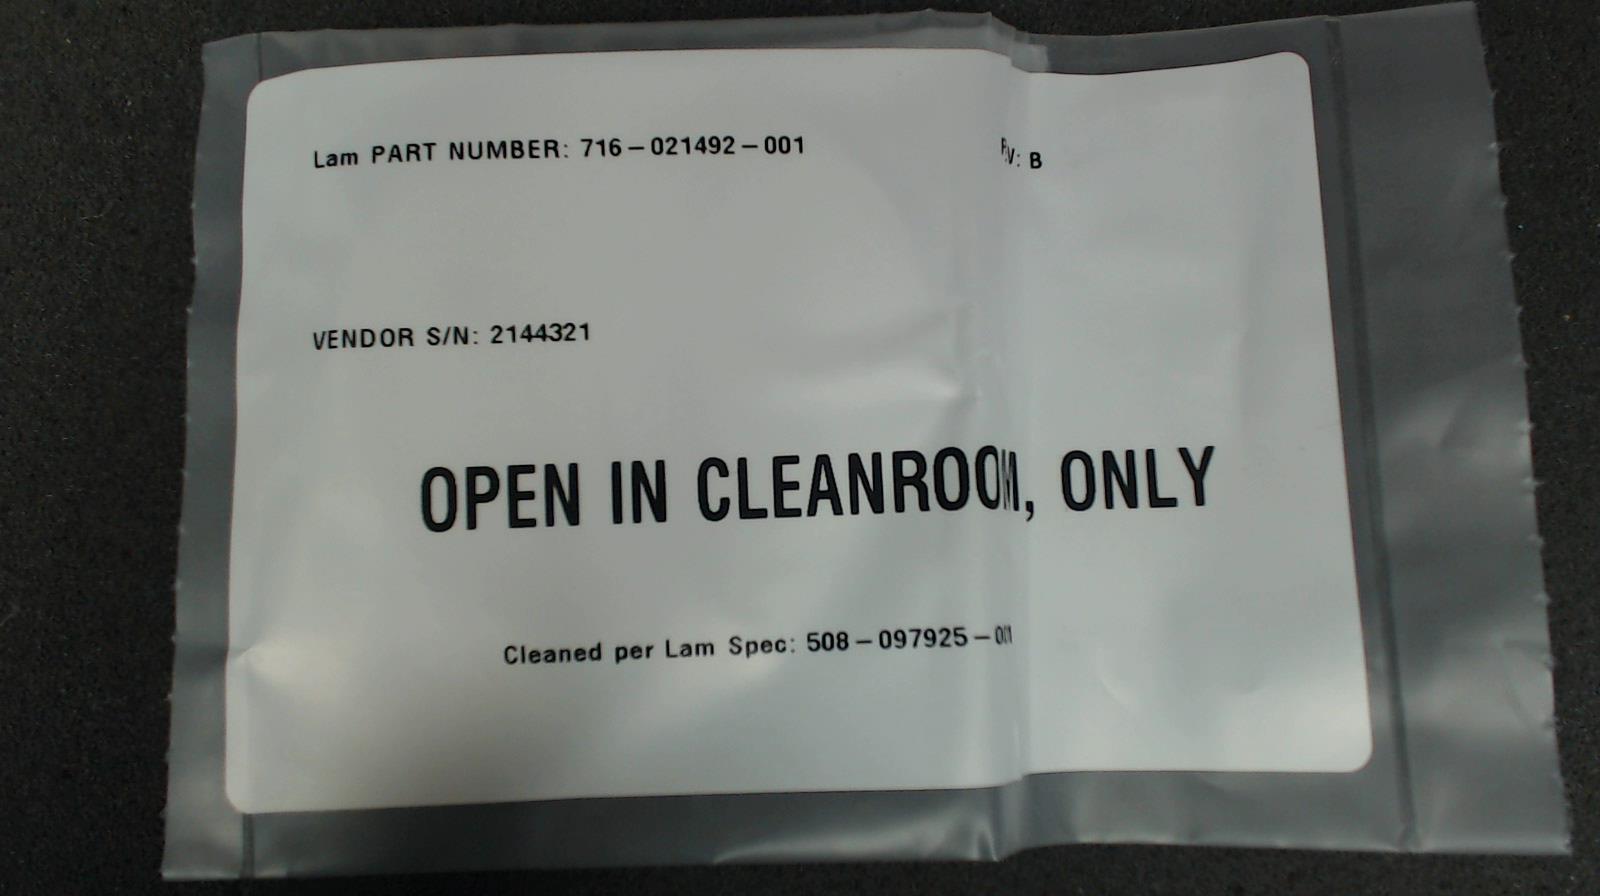 Lam PART NUMBER: 716-021492-001 V: B
VENDOR S/N: 2144321
OPEN IN CLEANROOM, ONLY
Cleaned per Lam Spec: 508-097925-